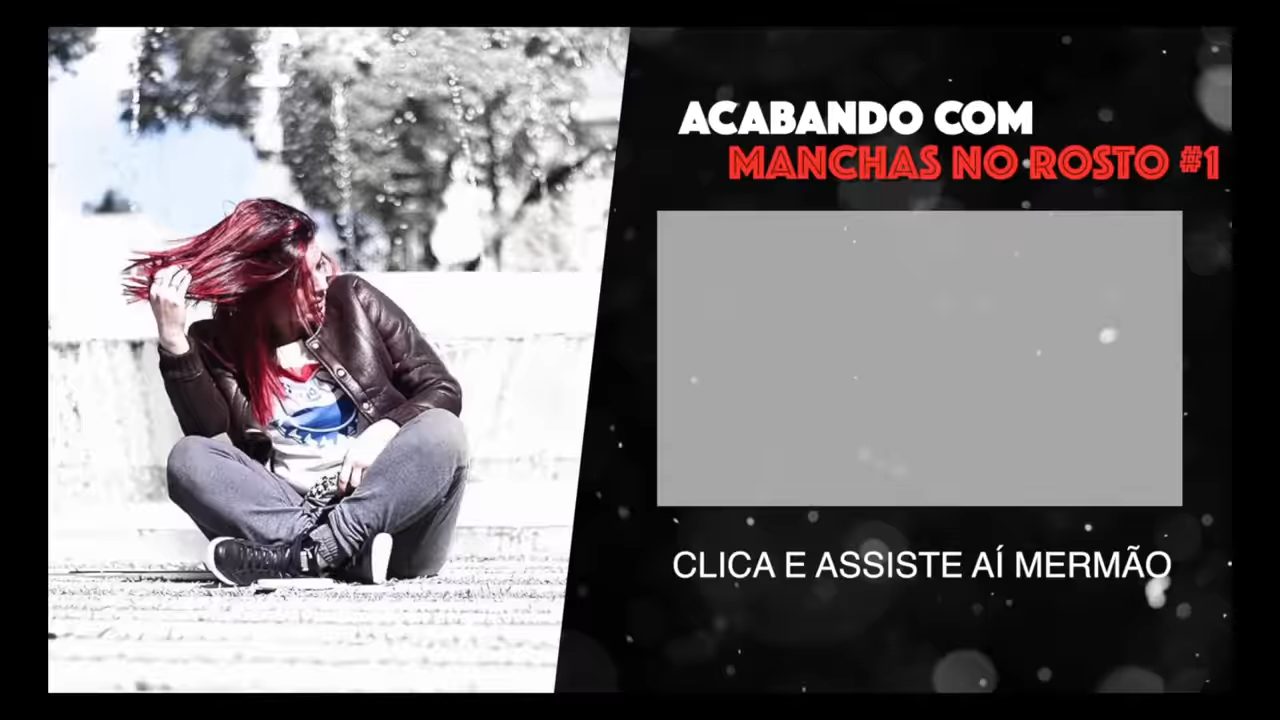 ACABANDO COM
MANCHAS NO ROSTO #1
CLICA E ASSISTE AÍ MERMÃO